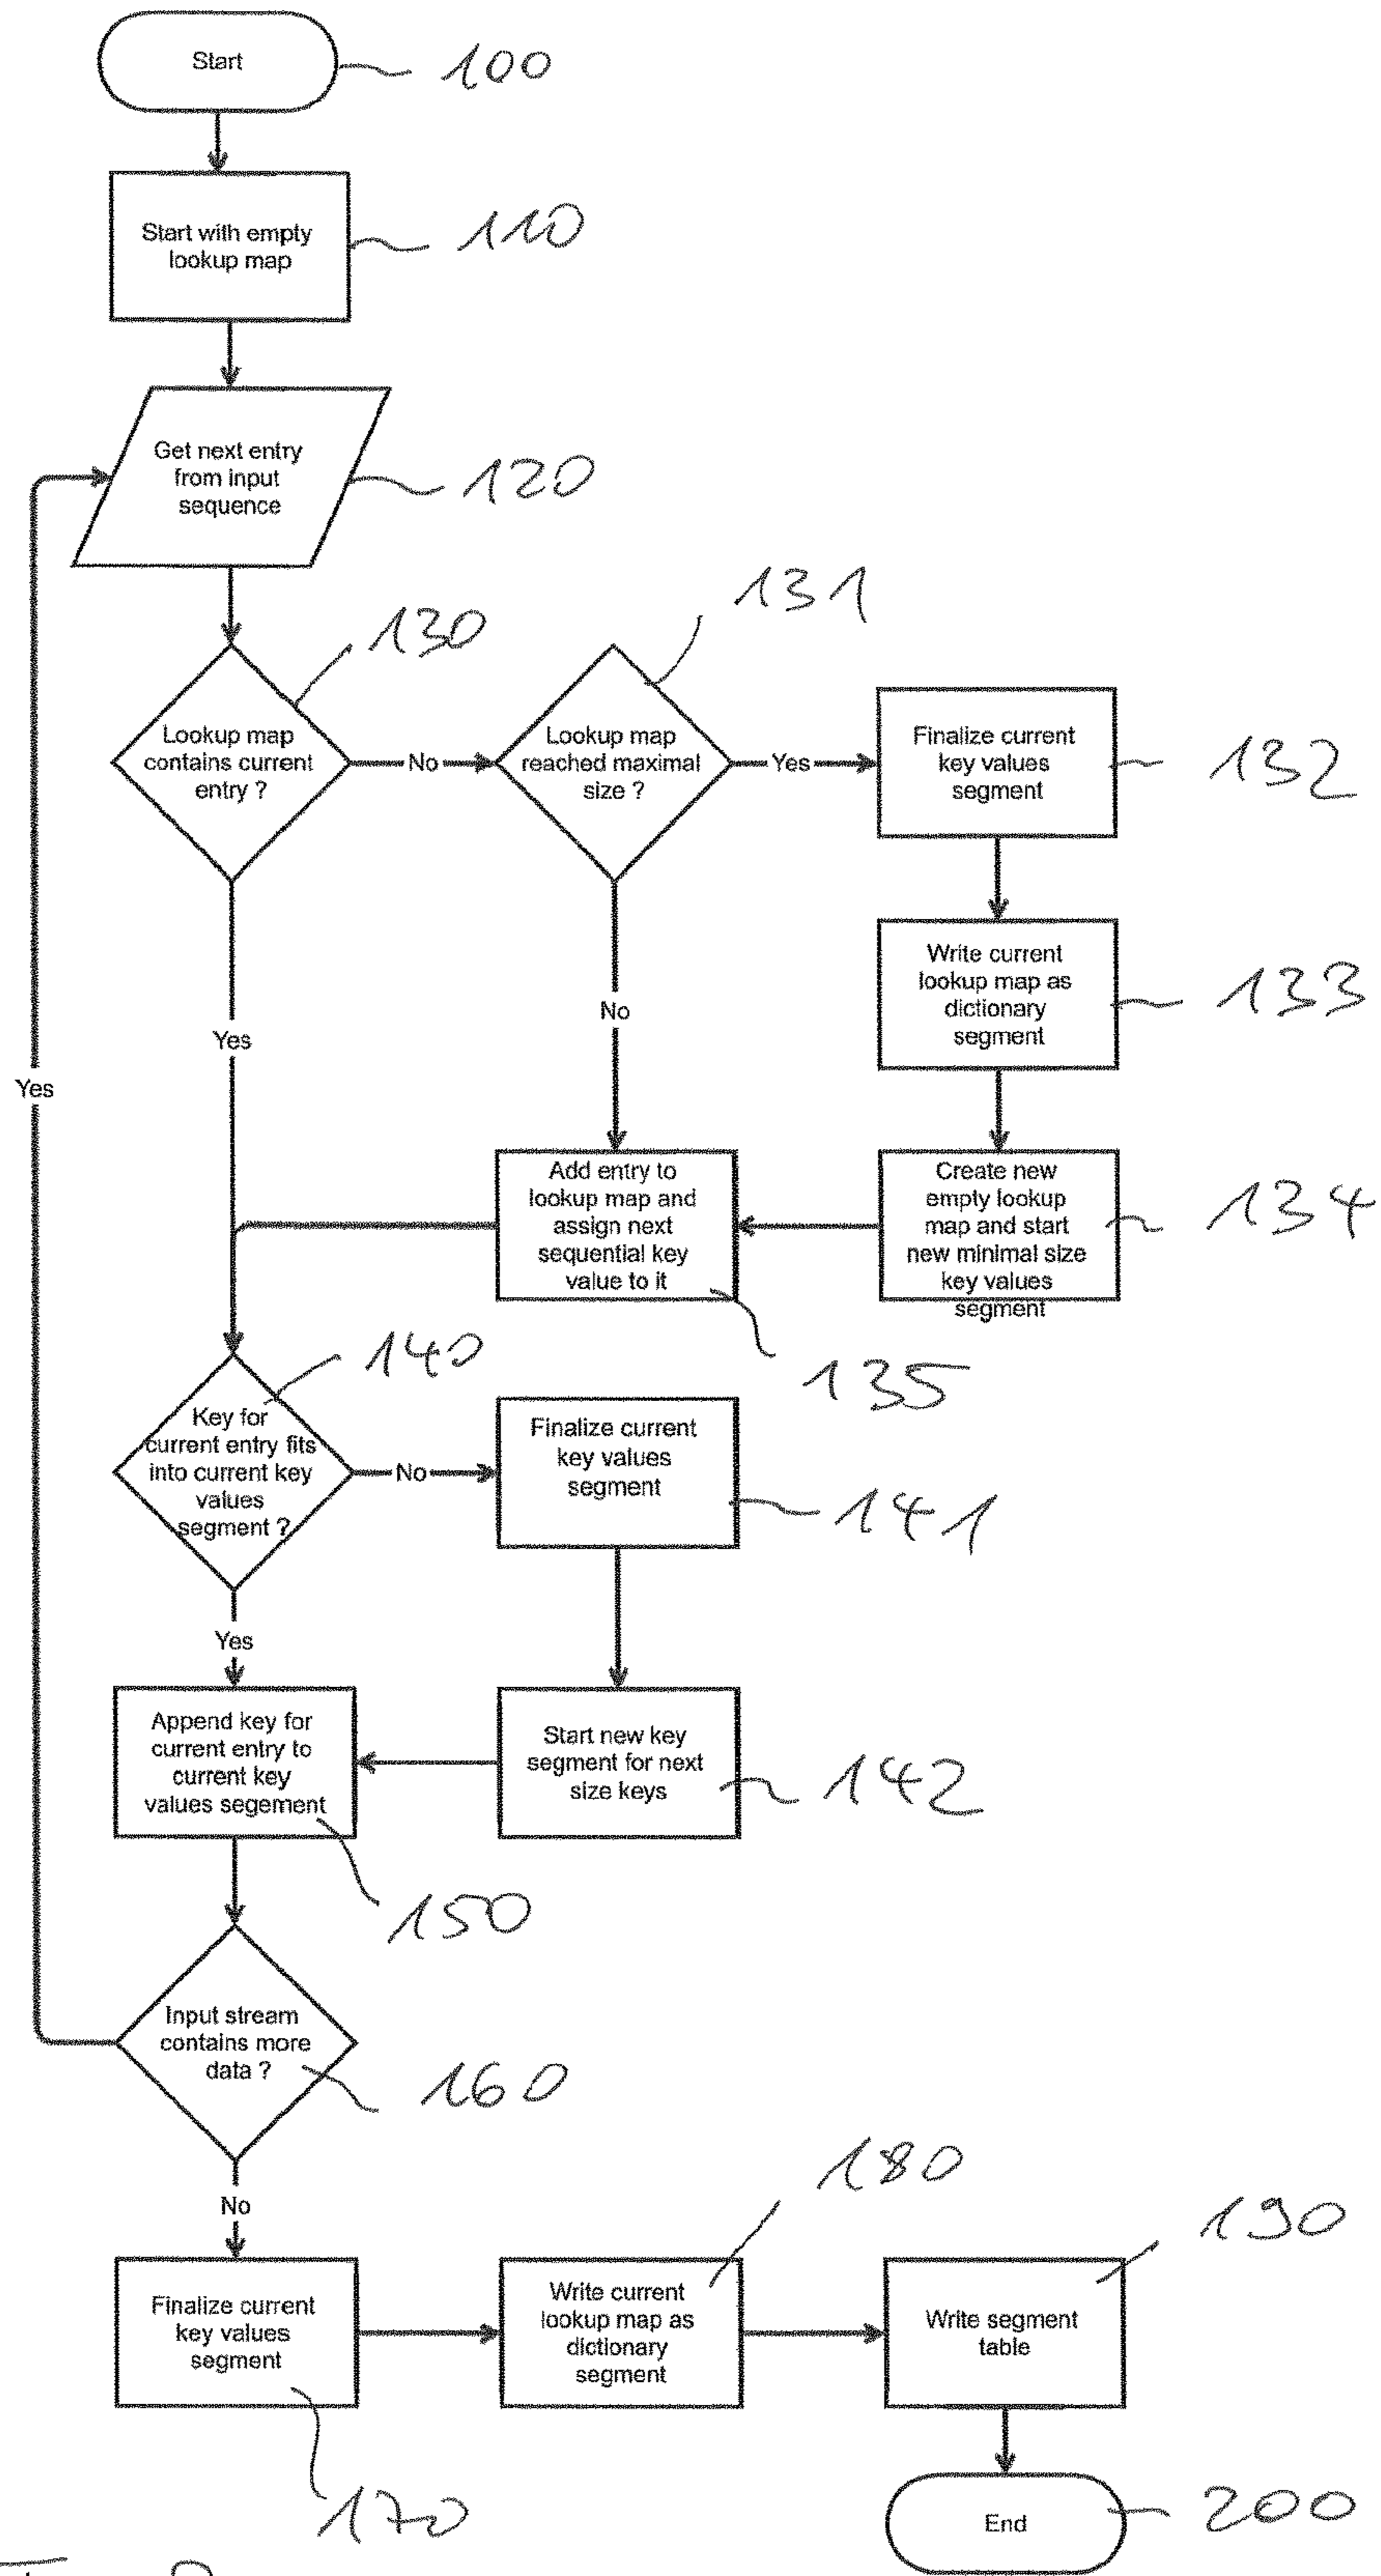 Start
100
Start with empty
lookup map
110
Get next entry
from input
sequence
120
130
131
Lookup map
contains current
entry ?
No
Lookup map
reached maximal
size ?
Yes
Finalize current
key values
segment
132
Write current
lookup map as
dictionary
segment
133
No
Yes
Yes
Add entry to
lookup map and
assign next
sequential key
value to it
135
Create new
empty lookup
map and start
new minimal size
key values
segment
134
140
Key for
current entry fits
into current key
values
segment ?
No
Finalize current
key values
segment
141
Yes
Append key for
current entry to
current key
values segement
150
Start new key
segment for next
size keys
142
Input stream
contains more
data ?
160
No
Finalize current
key values
segment
170
Write current
lookup map as
dictionary
segment
180
Write segment
table
190
End
200